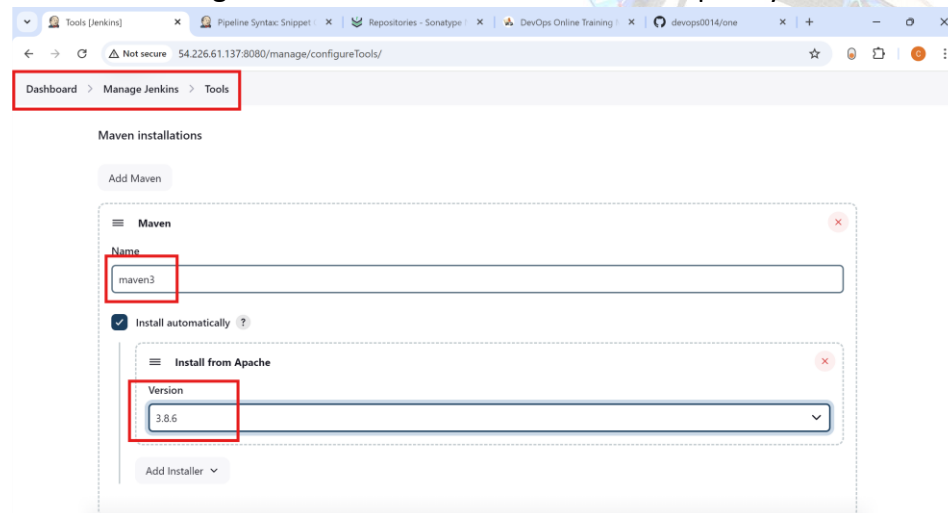 Tools [Jenkins]
Pipeline Syntax: Snippet
Repositories - Sonatype
DevOps Online Training
devops0014/one
Not secure
54.226.61.137:8080/manage/configureTools/
Dashboard > Manage Jenkins > Tools
Maven installations
Add Maven
Maven
Name
maven3
Install automatically ?
Install from Apache
Version
3.8.6
Add Installer